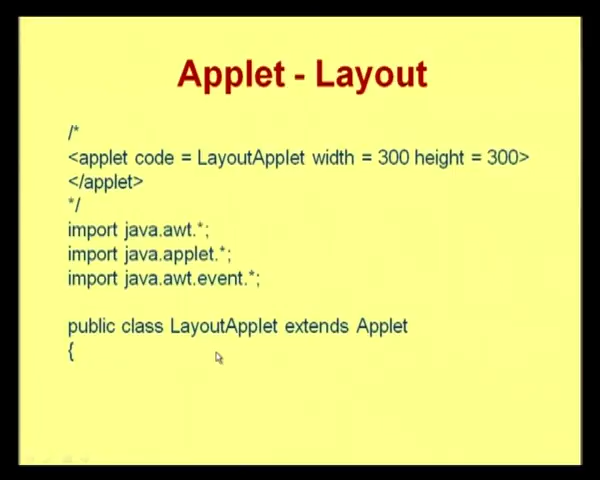 Applet - Layout
/*
<applet code = LayoutApplet width = 300 height = 300>
</applet>
*/
import java.awt.*;
import java.applet.*;
import java.awt.event.*;
public class LayoutApplet extends Applet
{